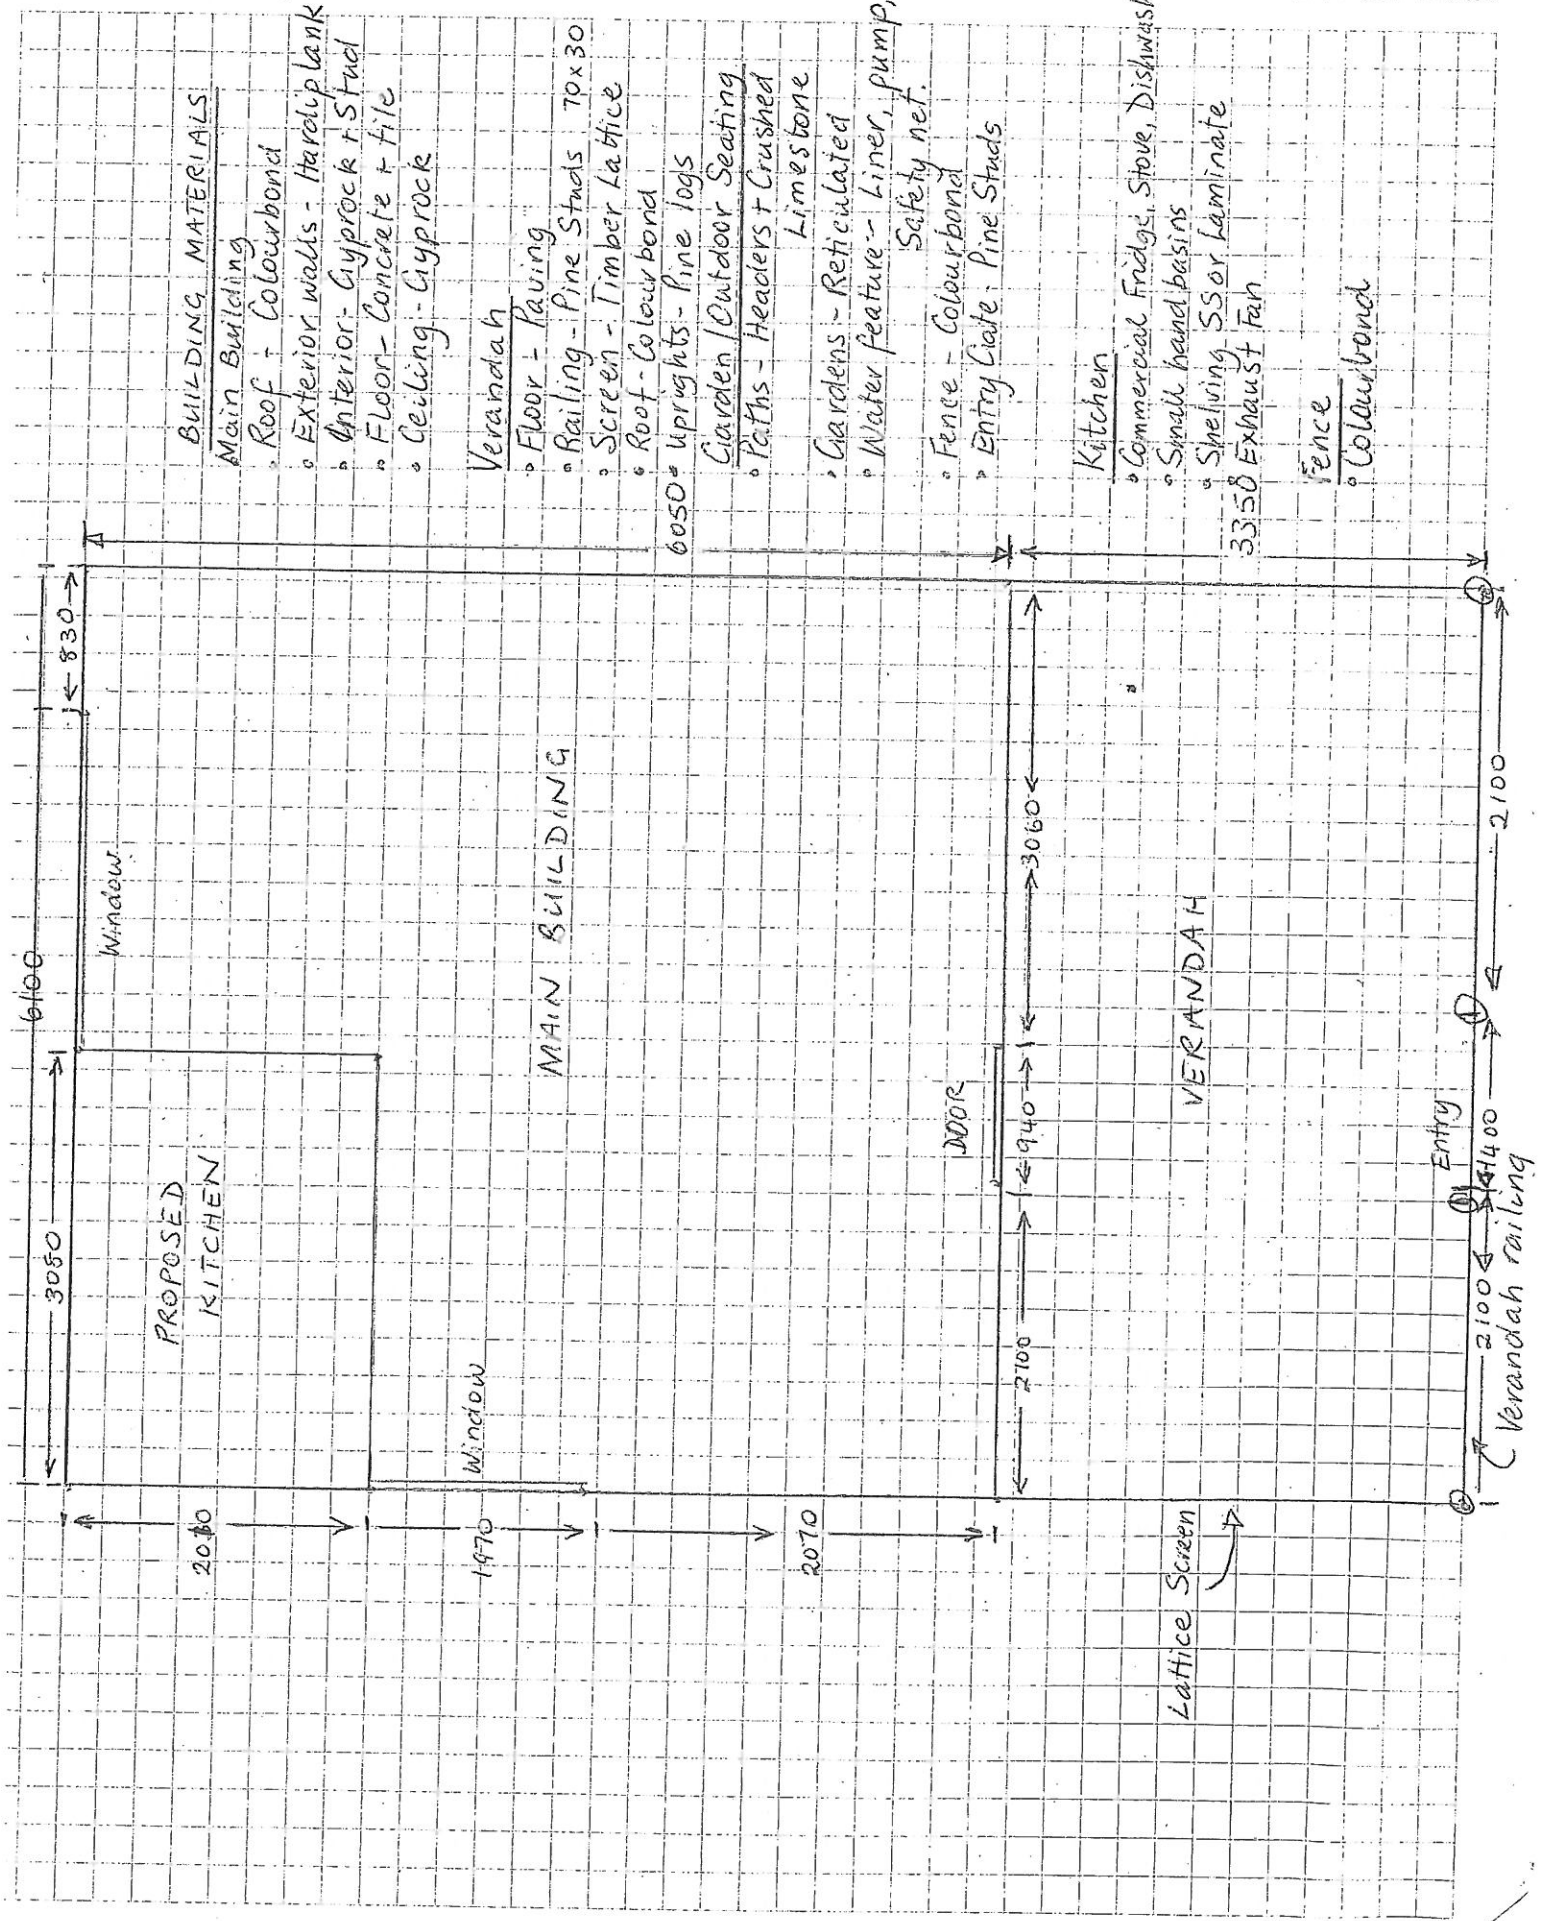 6100
3050
830
Window
PROPOSED
KITCHEN
MAIN BUILDING
Window
1970
2070
6050
DOOR
2100
940
3060
VERANDAH
3350
Lattice Screen
Entry
2100
1400
2100
Verandah railing
BUILDING MATERIALS
Main Building
• Roof - Colourbond
• Exterior walls - Hardiplank
• Interior - Gyprock + Stud
• Floor - Concrete + tile
• Ceiling - Gyprock
Verandah
• Floor - Paving
• Railing - Pine Studs 70x30
• Screen - Timber Lattice
• Roof - Colourbond
• Uprights - Pine logs
Garden/Outdoor Seating
• Paths - Headers + Crushed
Limestone
• Gardens - Reticulated
• Water feature - Liner, pump,
Safety net.
• Fence - Colourbond
• Entry Gate. Pine Studs
Kitchen
• Commercial Fridge, Stove, Dishwash
• Small hand basins
• Shelving SS or Laminate
Exhaust Fan
Fence
• Colourbond